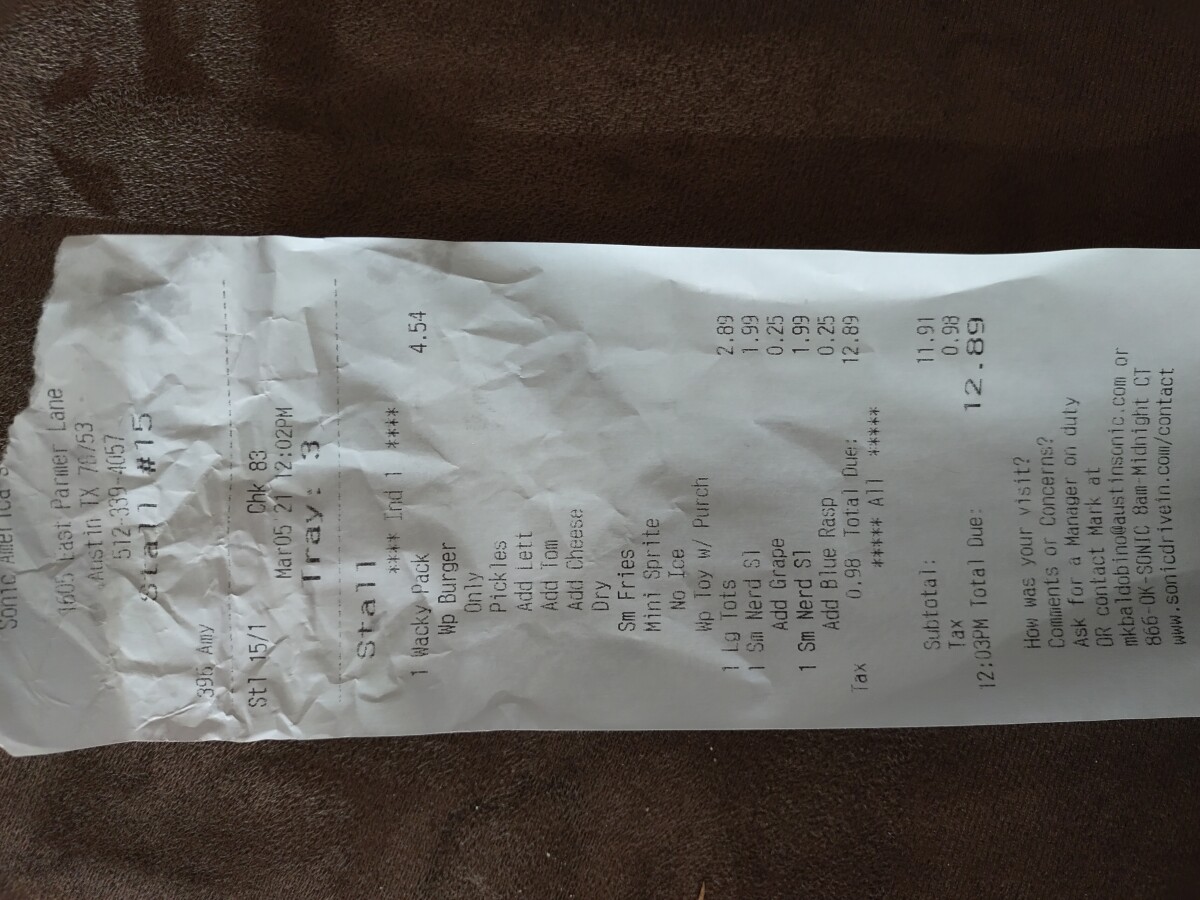 Sonic America's
1605 East Parmer Lane
Austin TX 78753
512-339-4057
Stall #15
396 Amy
Stl 15/1 Chk 83
Mar05'21 12:02PM
Tray: 3
Stall
**** Ind 1 ****
1 Wacky Pack 4.54
Wp Burger
Only
Pickles
Add Lett
Add Tom
Add Cheese
Dry
Sm Fries
Mini Sprite
No Ice
Wp Toy w/ Purch
1 Lg Tots 2.89
1 Sm Nerd Sl 1.99
Add Grape 0.25
1 Sm Nerd Sl 1.99
Add Blue Rasp 0.25
Tax 0.98 Total Due: 12.89
***** All *****
Subtotal: 11.91
Tax 0.98
12:03PM Total Due: 12.89
How was your visit?
Comments or Concerns?
Ask for a Manager on duty
OR contact Mark at
mkbaldobino@austinsonic.com or
866-OK-SONIC 8am-Midnight CT
www.sonicdrivein.com/contact